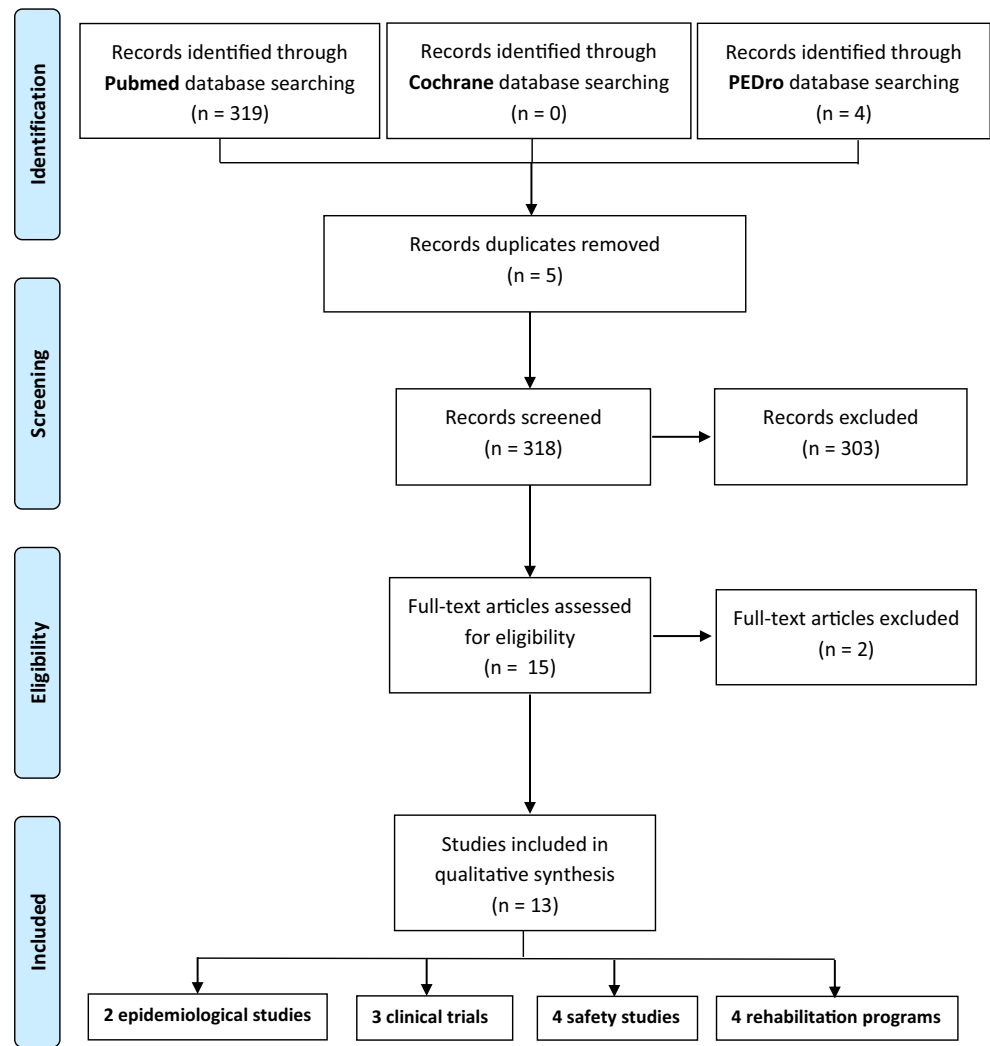 Identification
Records identified through
Pubmed database searching
(n = 319)
Records identified through
Cochrane database searching
(n = 0)
Records identified through
PEDro database searching
(n = 4)
Records duplicates removed
(n = 5)
Screening
Records screened
(n = 318)
Records excluded
(n = 303)
Eligibility
Full-text articles assessed
for eligibility
(n = 15)
Full-text articles excluded
(n = 2)
Included
Studies included in
qualitative synthesis
(n = 13)
2 epidemiological studies
3 clinical trials
4 safety studies
4 rehabilitation programs